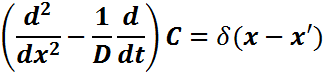 (d²/dx² − 1/D d/dt) C = δ(x − x′)